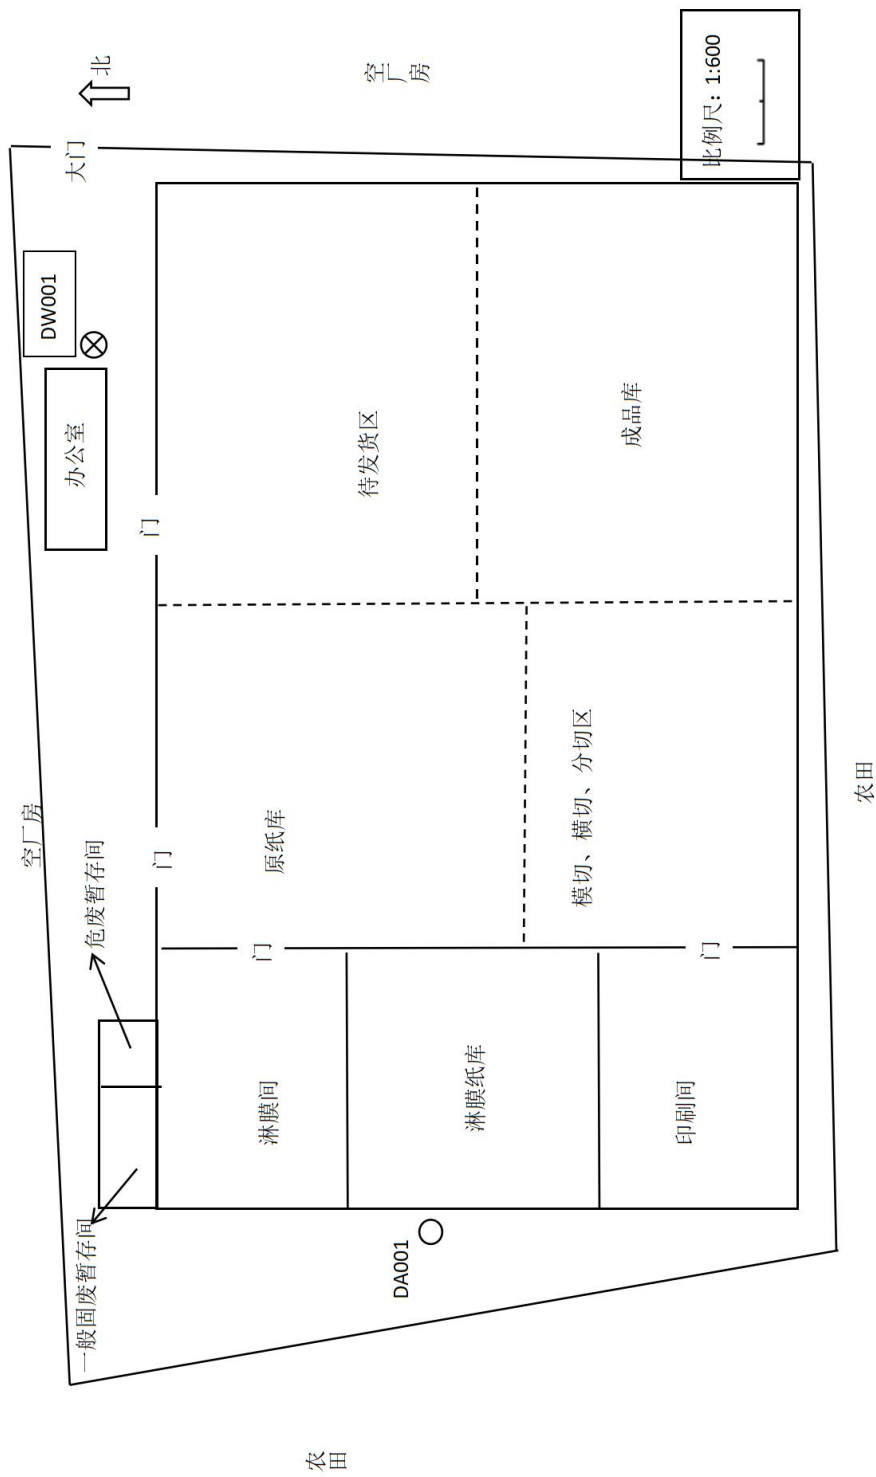 北
空厂房
比例尺：1:600
大门
DW001
办公室
门
待发货区
成品库
空厂房
门
原纸库
模切、横切、分切区
农田
危废暂存间
门
门
淋膜间
淋膜纸库
印刷间
一般固废暂存间
DA001
农田